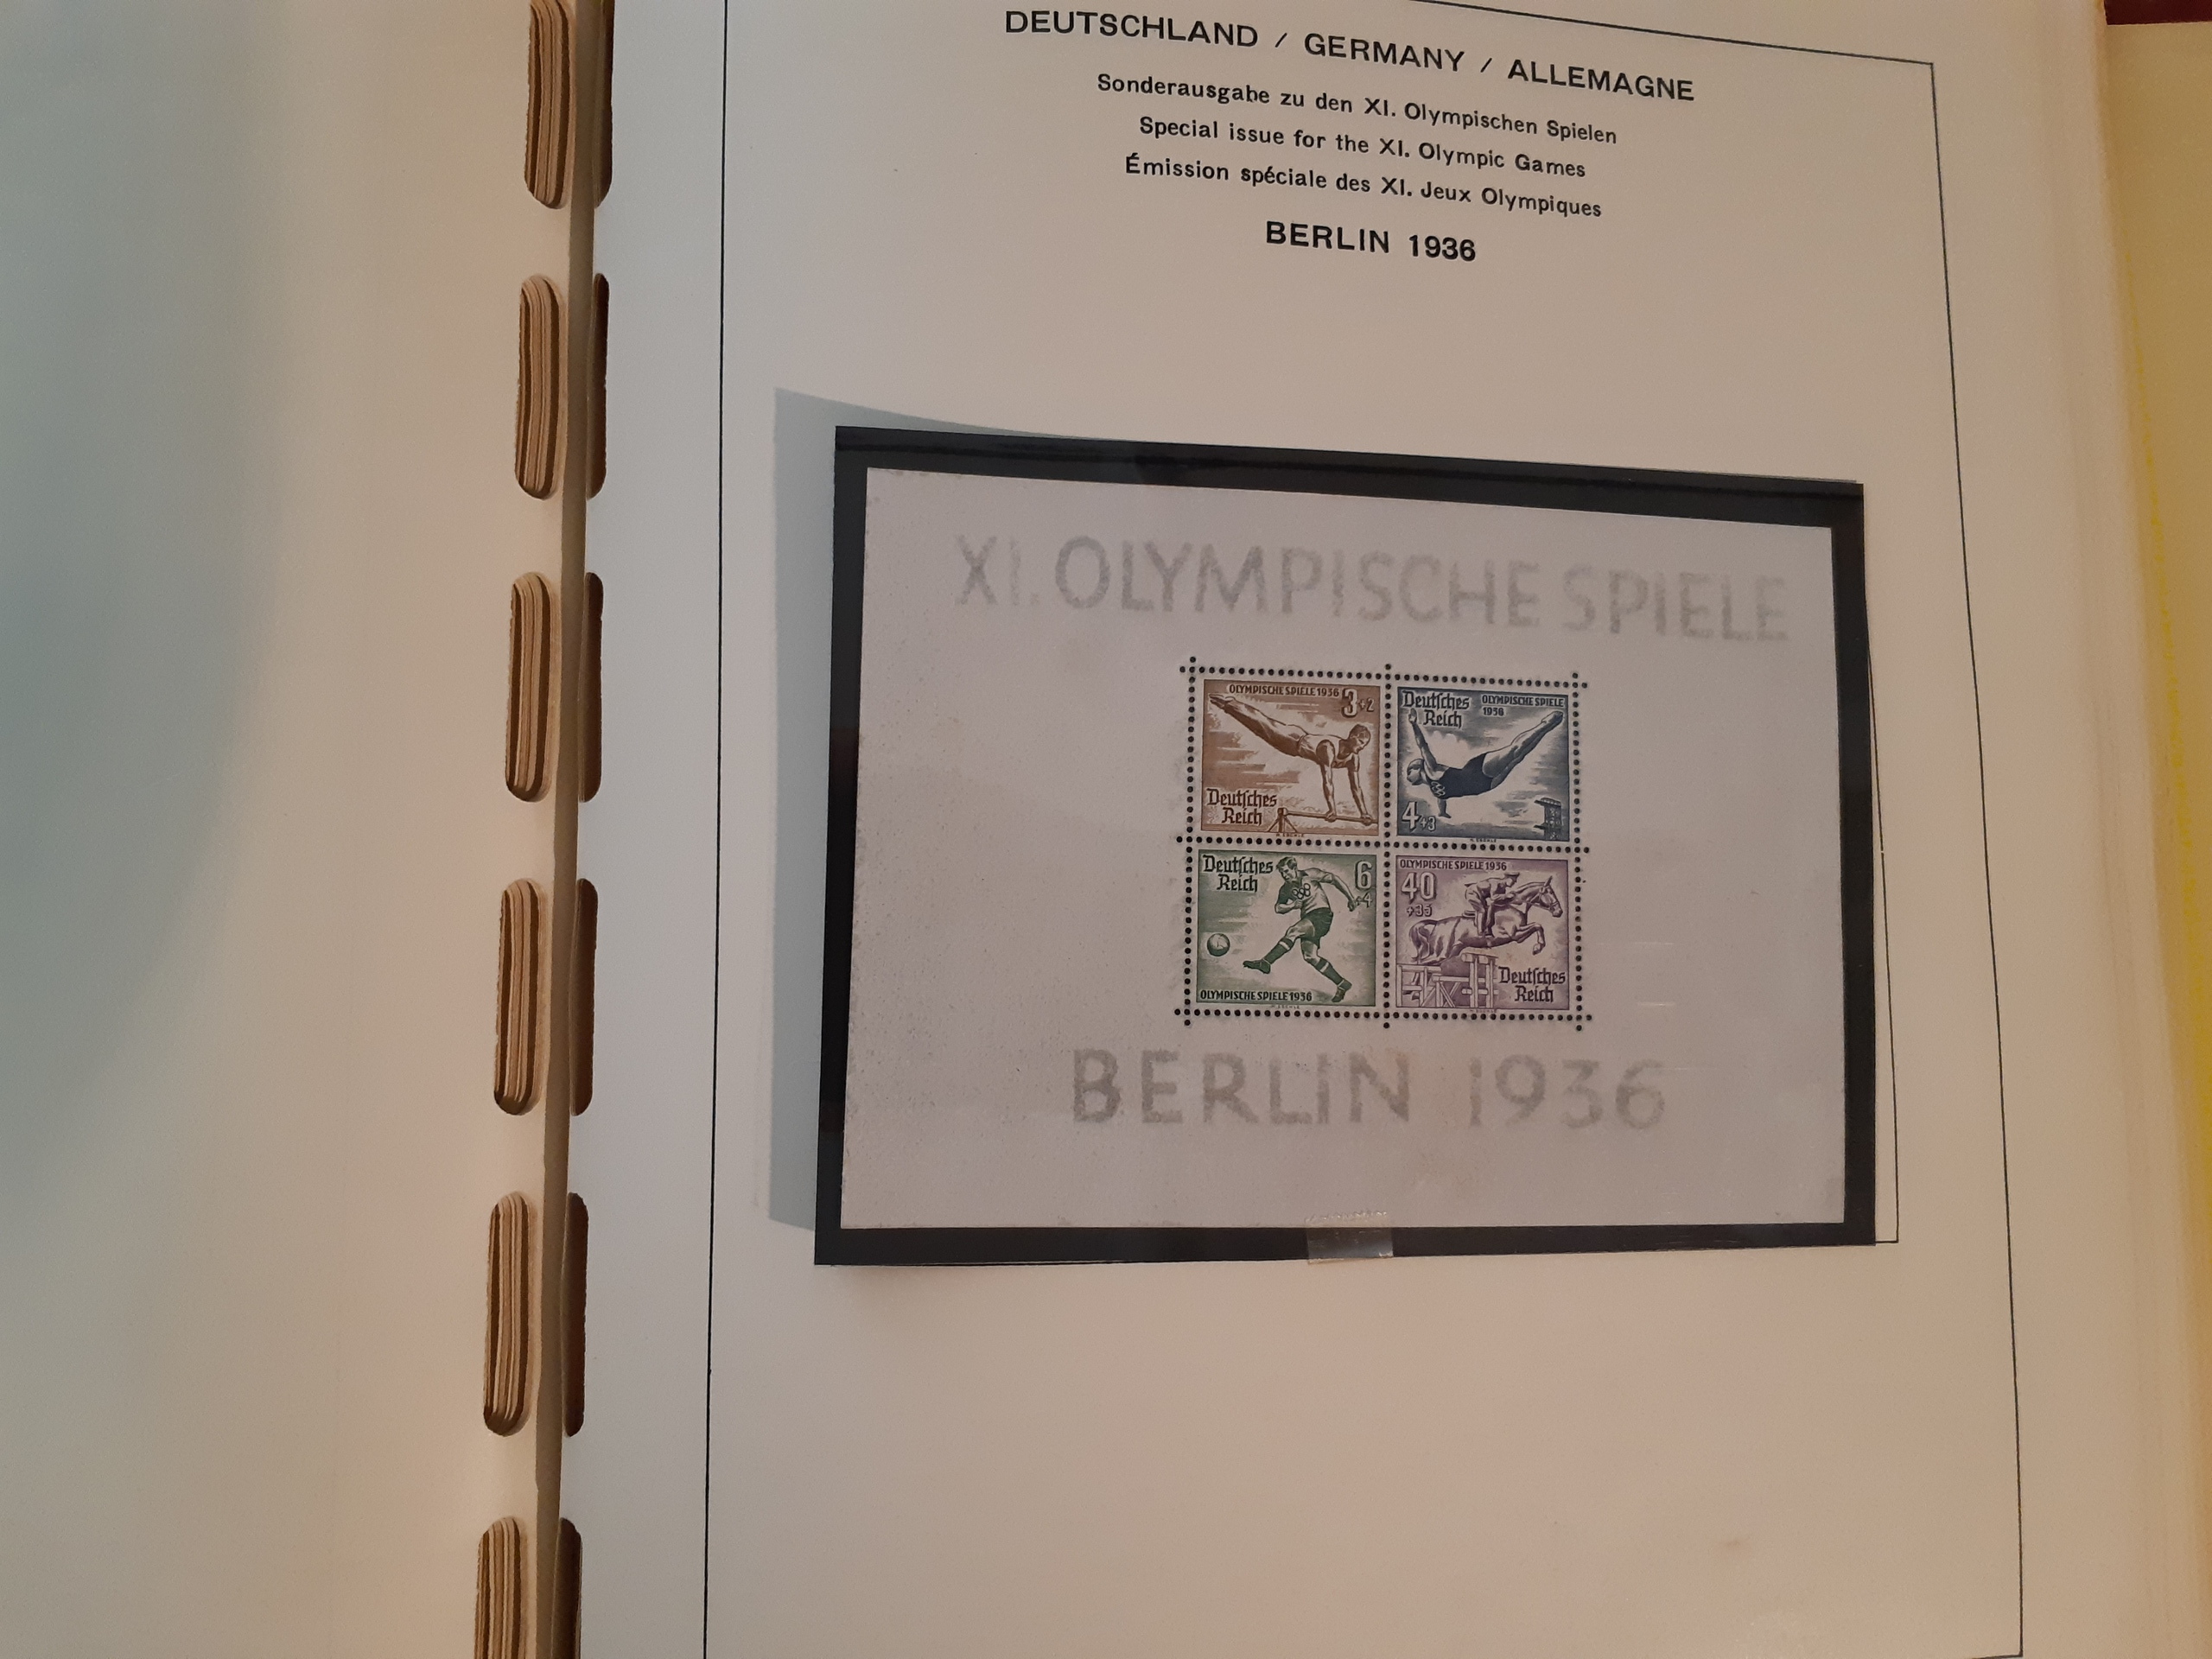 DEUTSCHLAND / GERMANY / ALLEMAGNE
Sonderausgabe zu den XI. Olympischen Spielen
Special issue for the XI. Olympic Games
Émission spéciale des XI. Jeux Olympiques
BERLIN 1936
XI. OLYMPISCHE SPIELE
OLYMPISCHE SPIELE 1936 3+2
Deutsches
Reich
Deutsches
Reich
OLYMPISCHE SPIELE
1936
4+3
Deutsches
Reich
6+4
OLYMPISCHE SPIELE 1936
OLYMPISCHE SPIELE 1936
40
+35
Deutsches
Reich
BERLIN 1936